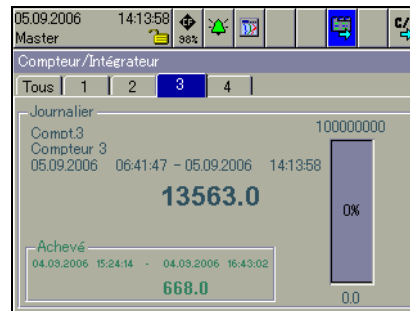 05.09.2006 14:13:58
Master 98%
Compteur/Intégrateur
Tous 1 2 3 4
Journalier
Compt.3 100000000
Compteur 3
05.09.2006 06:41:47 - 05.09.2006 14:13:58
13563.0
0%
Achevé
04.09.2006 15:24:14 - 04.09.2006 16:43:02
668.0
0.0